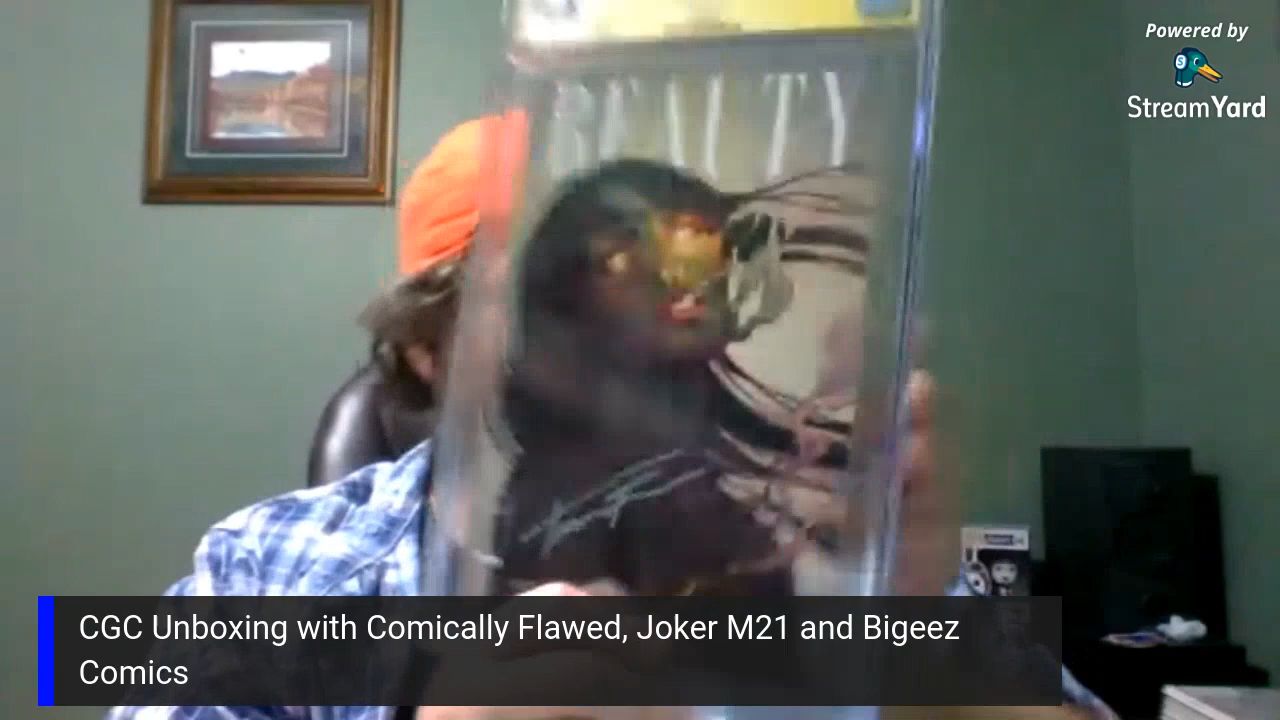 Powered by
StreamYard
CGC Unboxing with Comically Flawed, Joker M21 and Bigeez
Comics